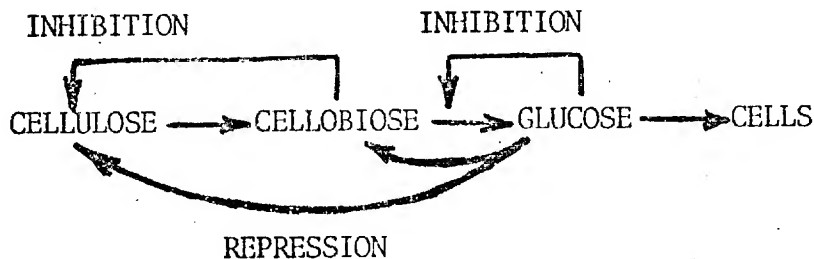 INHIBITION INHIBITION
CELLULOSE CELLOBIOSE GLUCOSE CELLS
REPRESSION